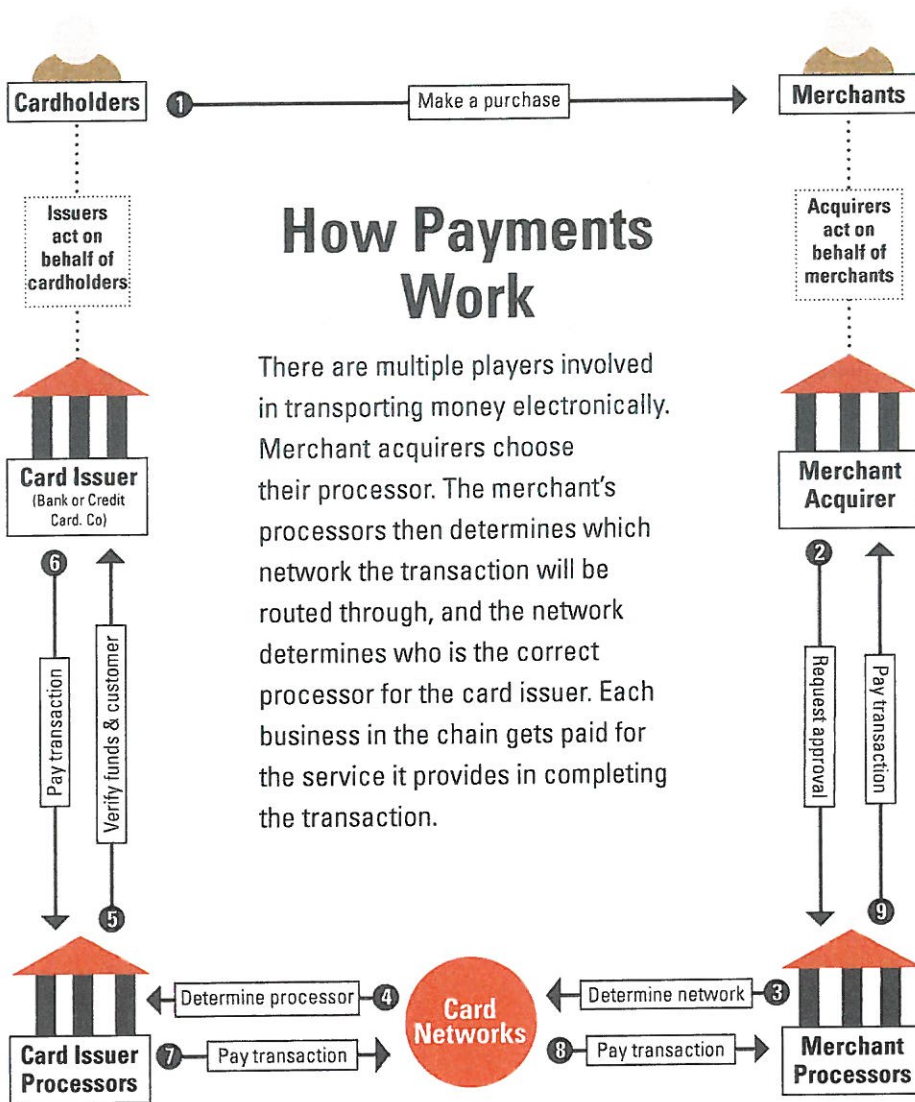 Cardholders
1
Make a purchase
Merchants
Issuers
act on
behalf of
cardholders
How Payments
Work
Acquirers
act on
behalf of
merchants
There are multiple players involved
in transporting money electronically.
Merchant acquirers choose
their processor. The merchant's
processors then determines which
network the transaction will be
routed through, and the network
determines who is the correct
processor for the card issuer. Each
business in the chain gets paid for
the service it provides in completing
the transaction.
Card Issuer
(Bank or Credit
Card. Co)
Merchant
Acquirer
6
Pay transaction
Verify funds & customer
5
2
Request approval
Pay transaction
9
Determine processor
4
Card
Networks
Determine network
3
Card Issuer
Processors
7
Pay transaction
8
Pay transaction
Merchant
Processors